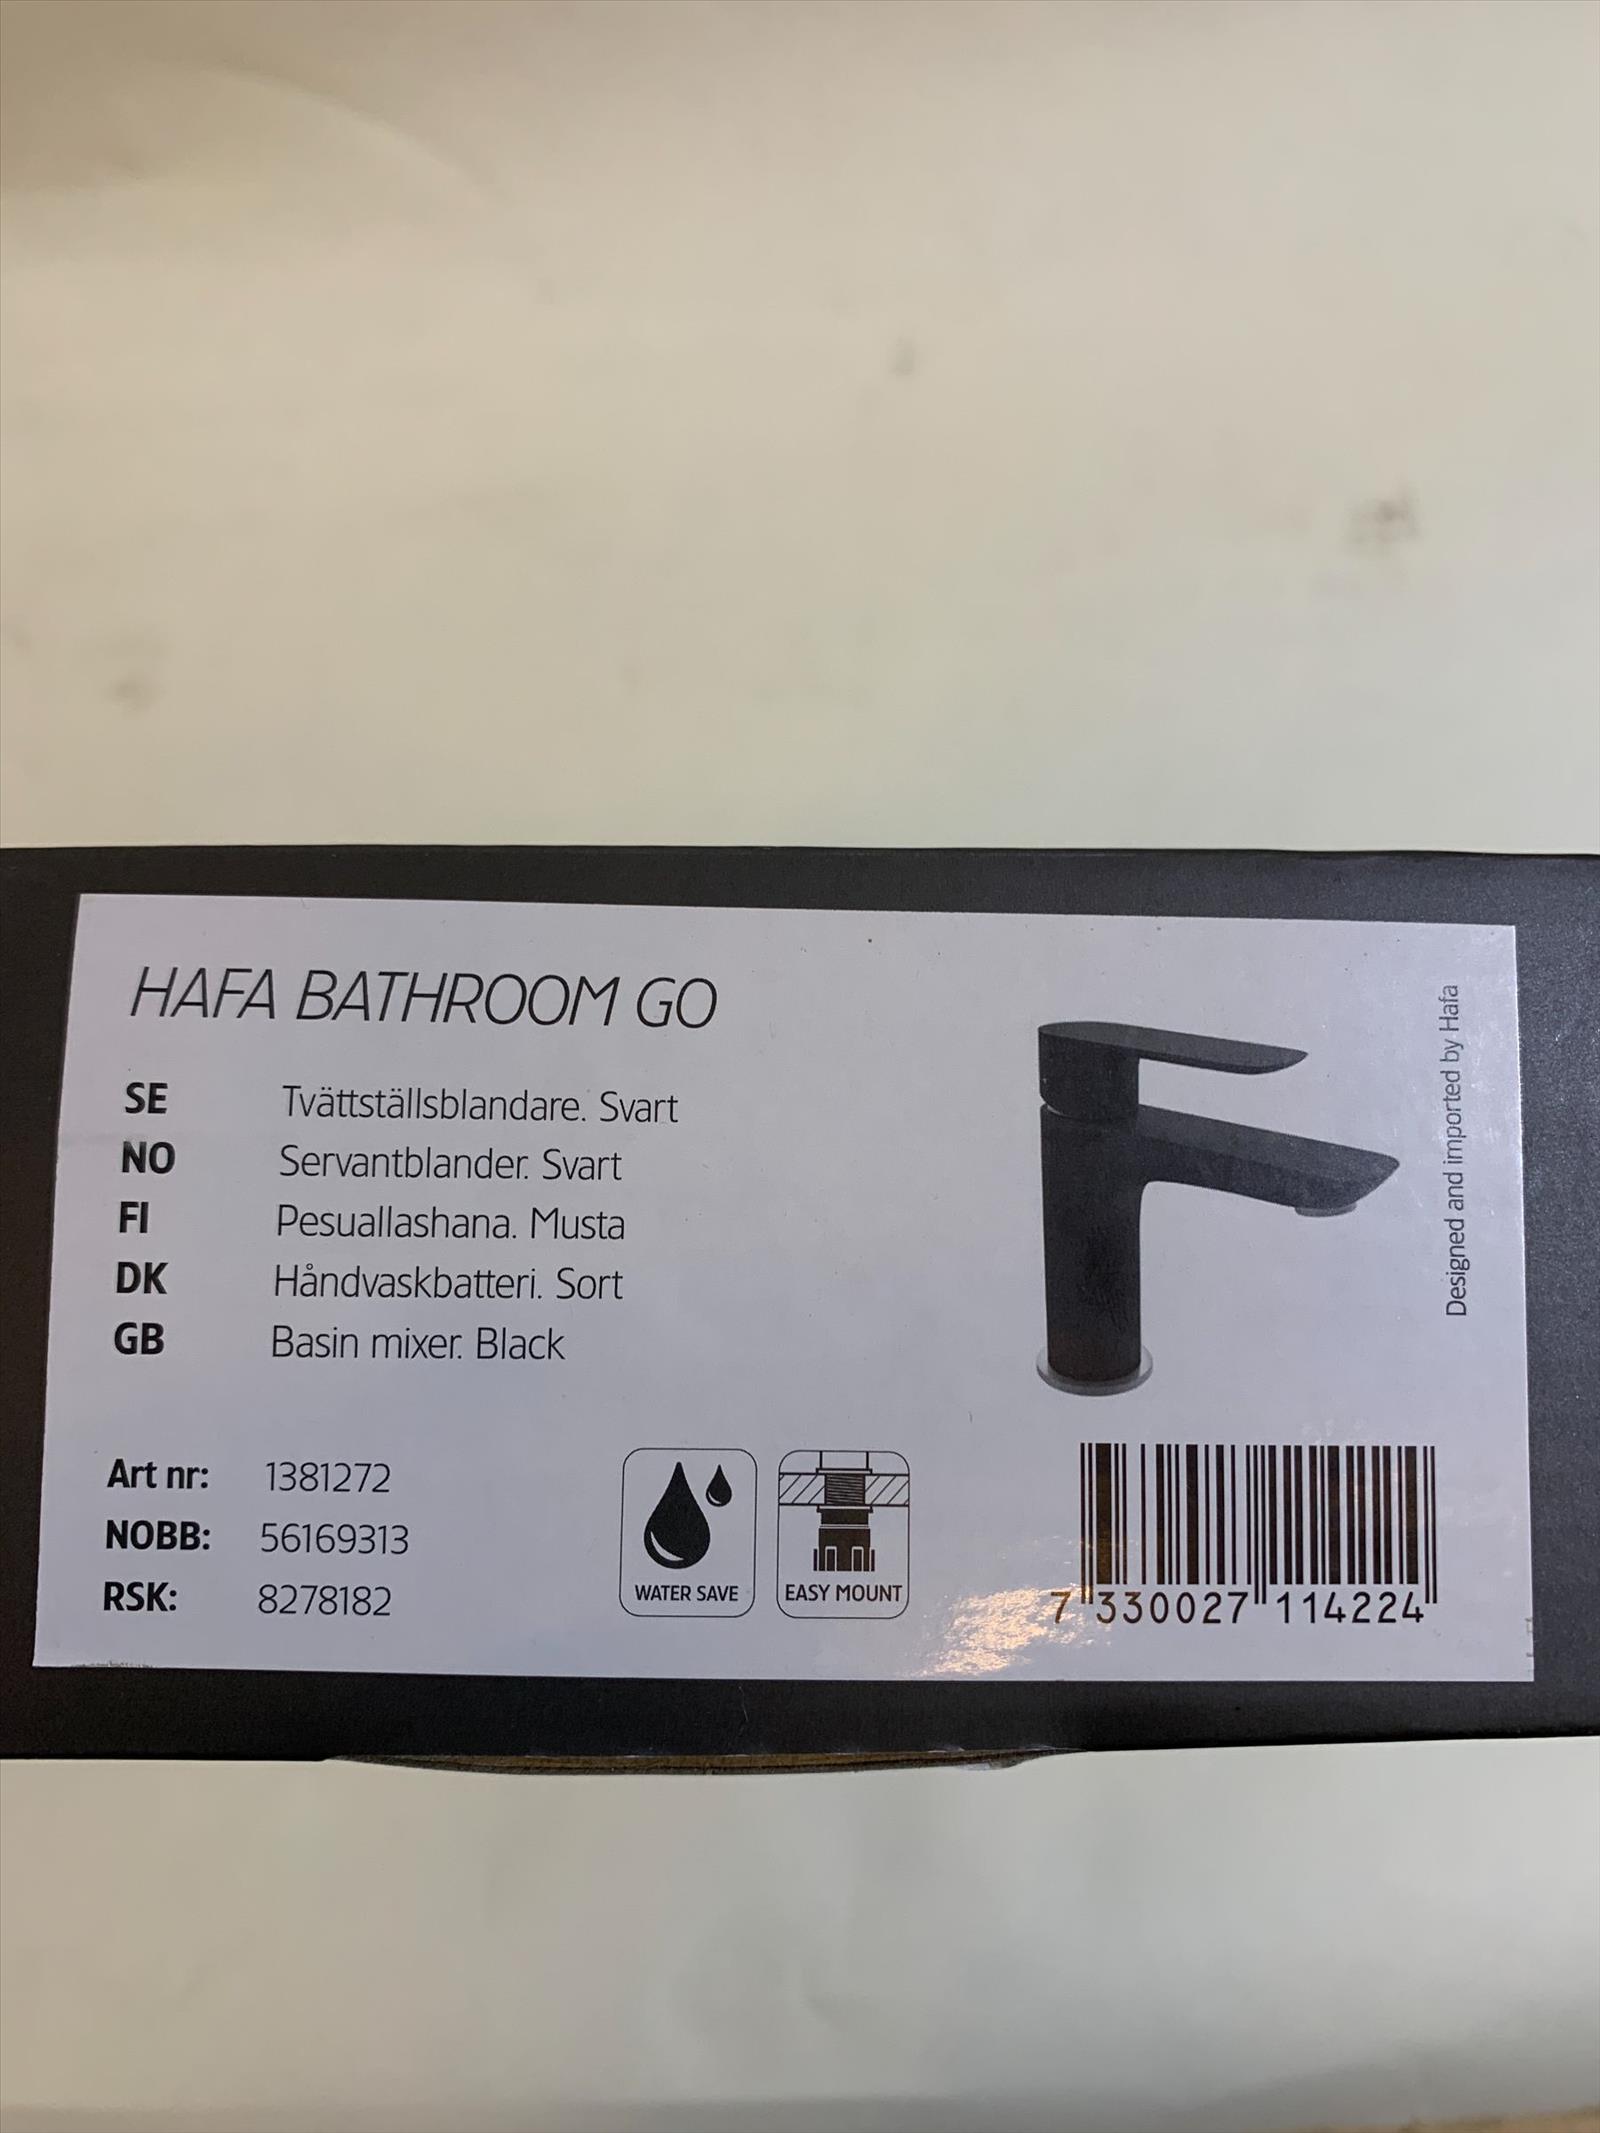 HAFA BATHROOM GO
SE Tvättställsblandare. Svart
NO Servantblander. Svart
FI Pesuallashana. Musta
DK Håndvaskbatteri. Sort
GB Basin mixer. Black
Art nr: 1381272
NOBB: 56169313
RSK: 8278182
WATER SAVE
EASY MOUNT
7 330027 114224
Designed and imported by Hafa